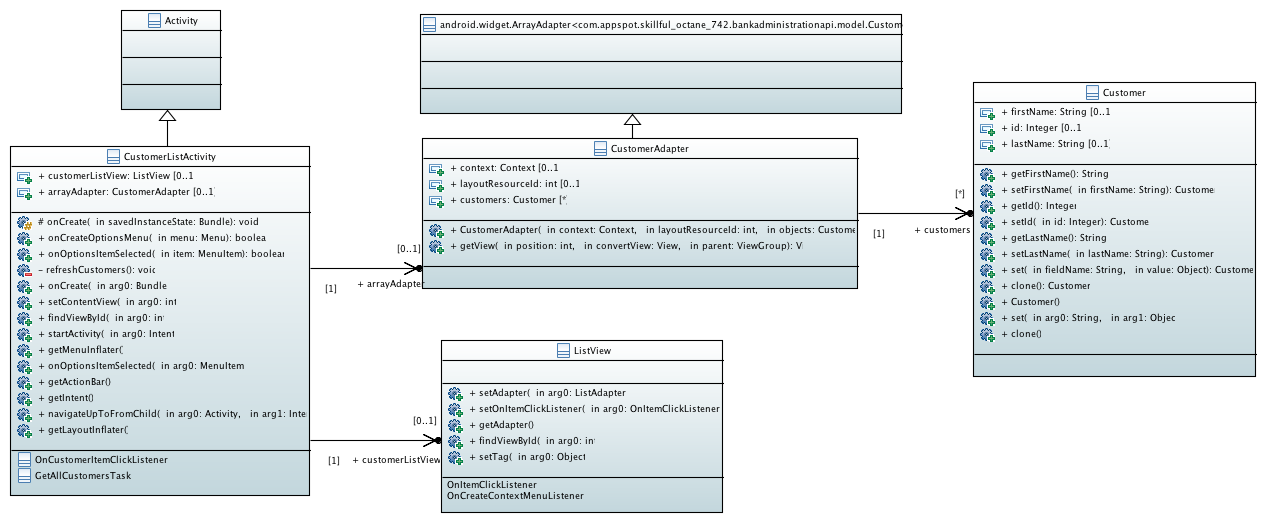 Activity
android.widget.ArrayAdapter<com.appspot.skillful_octane_742.bankadministrationapi.model.Custom
CustomerListActivity
+ customerListView: ListView [0..1
+ arrayAdapter: CustomerAdapter [0..1]
# onCreate( in savedInstanceState: Bundle): void
+ onCreateOptionsMenu( in menu: Menu): boolea
+ onOptionsItemSelected( in item: MenuItem): boolean
- refreshCustomers(): void
+ onCreate( in arg0: Bundle
+ setContentView( in arg0: int
+ findViewById( in arg0: int
+ startActivity( in arg0: Intent
+ getMenuInflater(
+ onOptionsItemSelected( in arg0: MenuItem
+ getActionBar()
+ getIntent()
+ navigateUpToFromChild( in arg0: Activity, in arg1: Inte
+ getLayoutInflater(
OnCustomerItemClickListener
GetAllCustomersTask
CustomerAdapter
+ context: Context [0..1
+ layoutResourceId: int [0..1
+ customers: Customer [*
+ CustomerAdapter( in context: Context, in layoutResourceId: int, in objects: Custome
+ getView( in position: int, in convertView: View, in parent: ViewGroup): Vi
[0..1]
[1]
+ arrayAdapter
ListView
+ setAdapter( in arg0: ListAdapter
+ setOnItemClickListener( in arg0: OnItemClickListener
+ getAdapter()
+ findViewById( in arg0: int
+ setTag( in arg0: Object
OnItemClickListener
OnCreateContextMenuListener
[0..1]
[1]
+ customerListView
Customer
+ firstName: String [0..1
+ id: Integer [0..1
+ lastName: String [0..1]
+ getFirstName(): String
+ setFirstName( in firstName: String): Custome
+ getId(): Integer
+ setId( in id: Integer): Custome
+ getLastName(): String
+ setLastName( in lastName: String): Customer
+ set( in fieldName: String, in value: Object): Custome
+ clone(): Customer
+ Customer()
+ set( in arg0: String, in arg1: Objec
+ clone()
[*]
[1]
+ customers